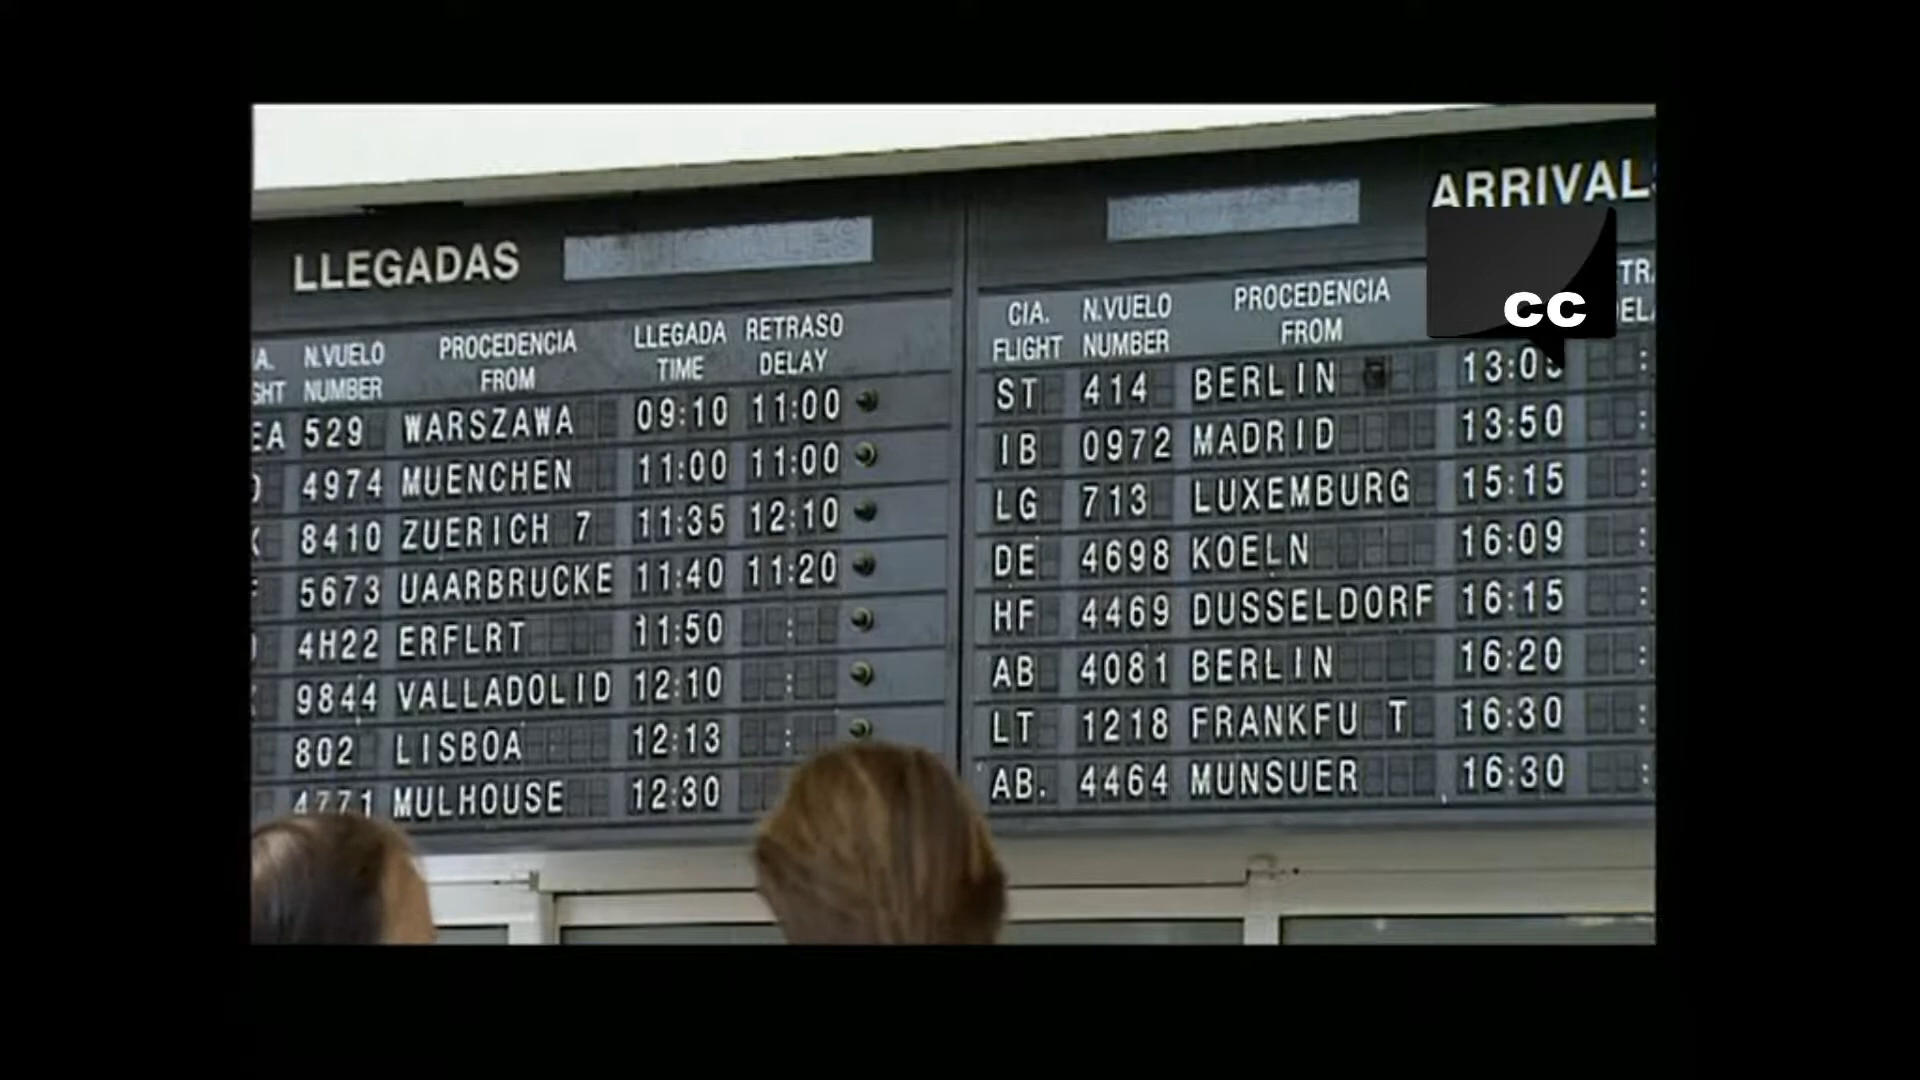 LLEGADAS
N.VUELO PROCEDENCIA LLEGADA RETRASO
NUMBER FROM TIME DELAY
EA 529 WARSZAWA 09:10 11:00
4974 MUENCHEN 11:00 11:00
8410 ZUERICH 7 11:35 12:10
5673 UAARBRUCKE 11:40 11:20
4H22 ERFLRT 11:50 :
9844 VALLADOLID 12:10 :
802 LISBOA 12:13 :
4771 MULHOUSE 12:30
ARRIVALS
CIA. N.VUELO PROCEDENCIA
FLIGHT NUMBER FROM
ST 414 BERLIN 13:05 :
IB 0972 MADRID 13:50 :
LG 713 LUXEMBURG 15:15 :
DE 4698 KOELN 16:09 :
HF 4469 DUSSELDORF 16:15 :
AB 4081 BERLIN 16:20 :
LT 1218 FRANKFU T 16:30 :
AB. 4464 MUNSUER 16:30 :
CC